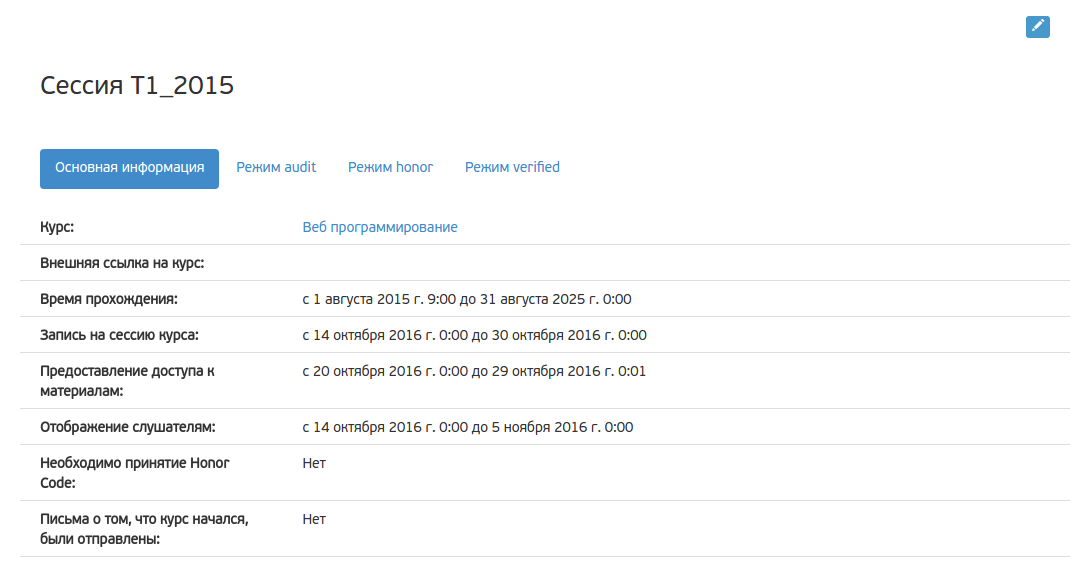 Сессия T1_2015
Основная информация Режим audit Режим honor Режим verified
Курс: Веб программирование
Внешняя ссылка на курс:
Время прохождения: с 1 августа 2015 г. 9:00 до 31 августа 2025 г. 0:00
Запись на сессию курса: с 14 октября 2016 г. 0:00 до 30 октября 2016 г. 0:00
Предоставление доступа к с 20 октября 2016 г. 0:00 до 29 октября 2016 г. 0:01
материалам:
Отображение слушателям: с 14 октября 2016 г. 0:00 до 5 ноября 2016 г. 0:00
Необходимо принятие Honor Нет
Code:
Письма о том, что курс начался, Нет
были отправлены: